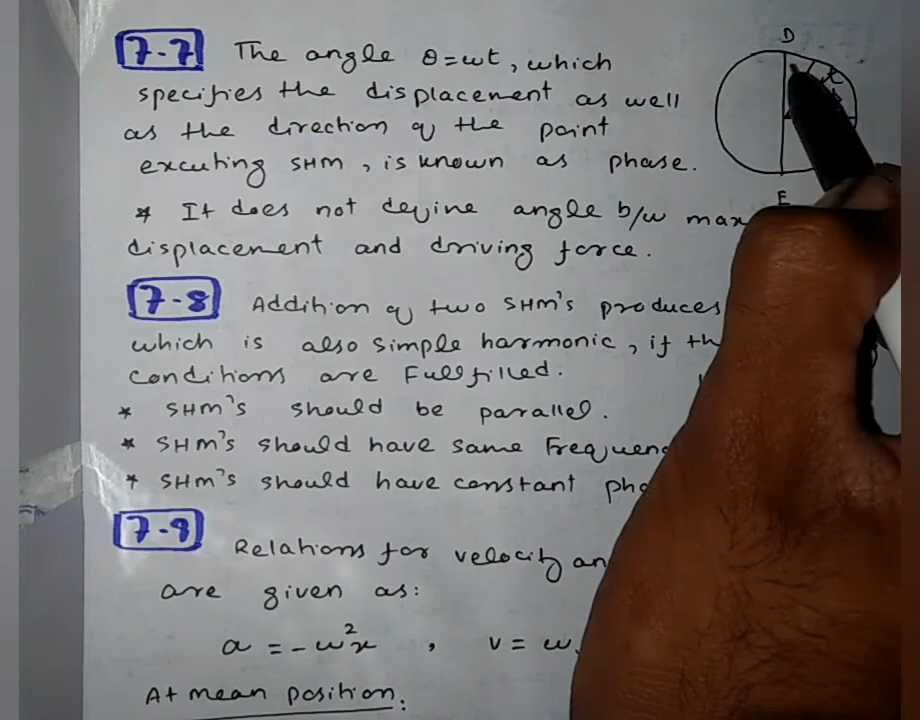 7-7 The angle θ=ωt, which
specifies the displacement as well
as the direction of the point
excuting SHM, is known as phase.
* It does not define angle b/w max
displacement and driving force.
7-8 Addition of two SHM's produces
which is also simple harmonic, if th
conditions are Fullfilled.
* SHM's should be parallel.
* SHM's should have same Frequenc
* SHM's should have constant pha
7-9 Relations for velocity an
are given as:
a = -ω²x , v = ω
At mean position:
D
E